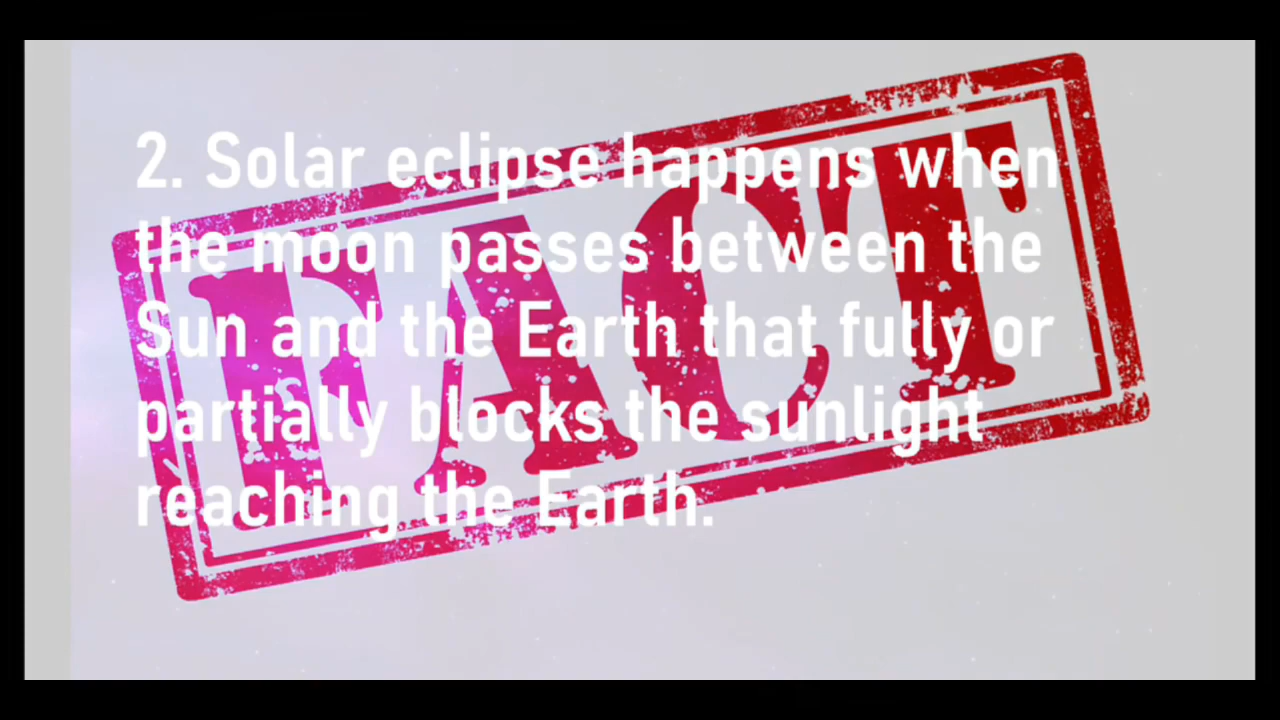 2. Solar eclipse happens when
the moon passes between the
Sun and the Earth that fully or
partially blocks the sunlight
reaching the Earth.
FACT